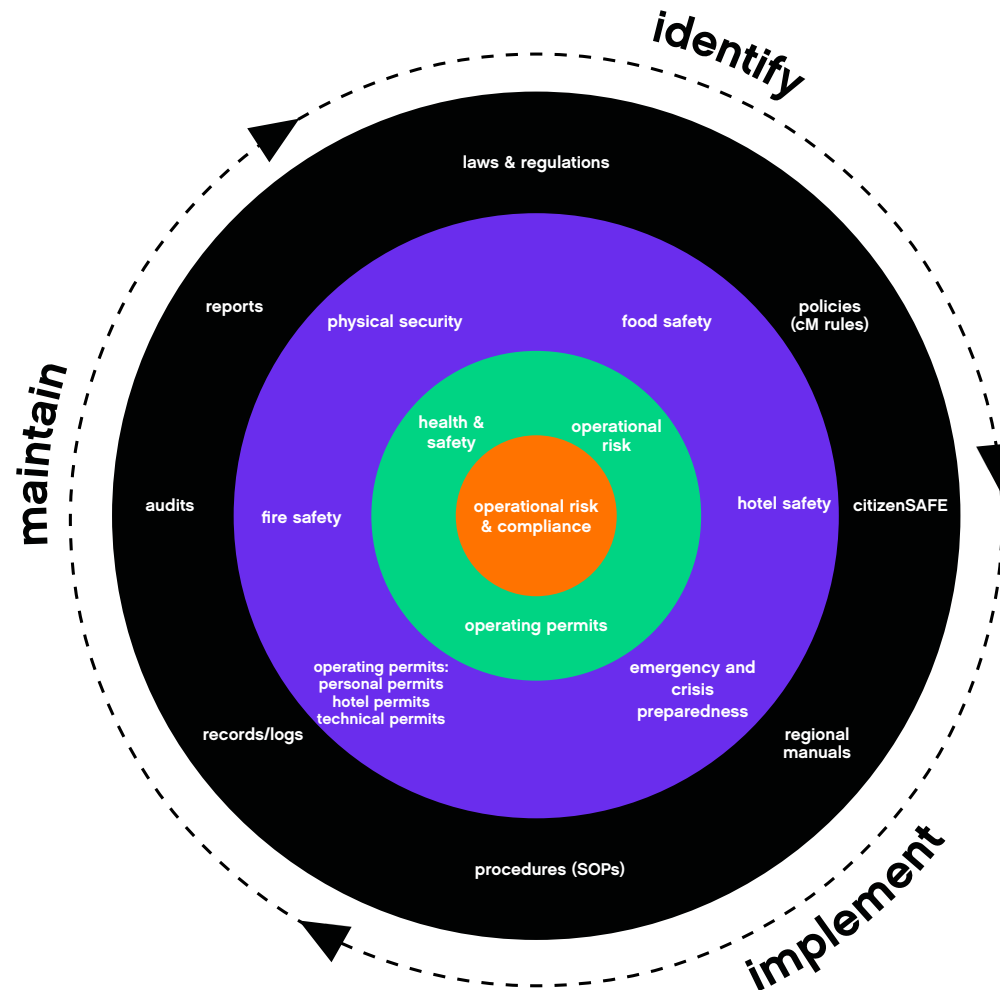 identify
laws & regulations
reports
policies
(cM rules)
physical security
food safety
maintain
health &
safety
operational
risk
audits
fire safety
operational risk
& compliance
hotel safety
citizenSAFE
operating permits
operating permits:
personal permits
hotel permits
technical permits
emergency and
crisis
preparedness
records/logs
regional
manuals
procedures (SOPs)
implement